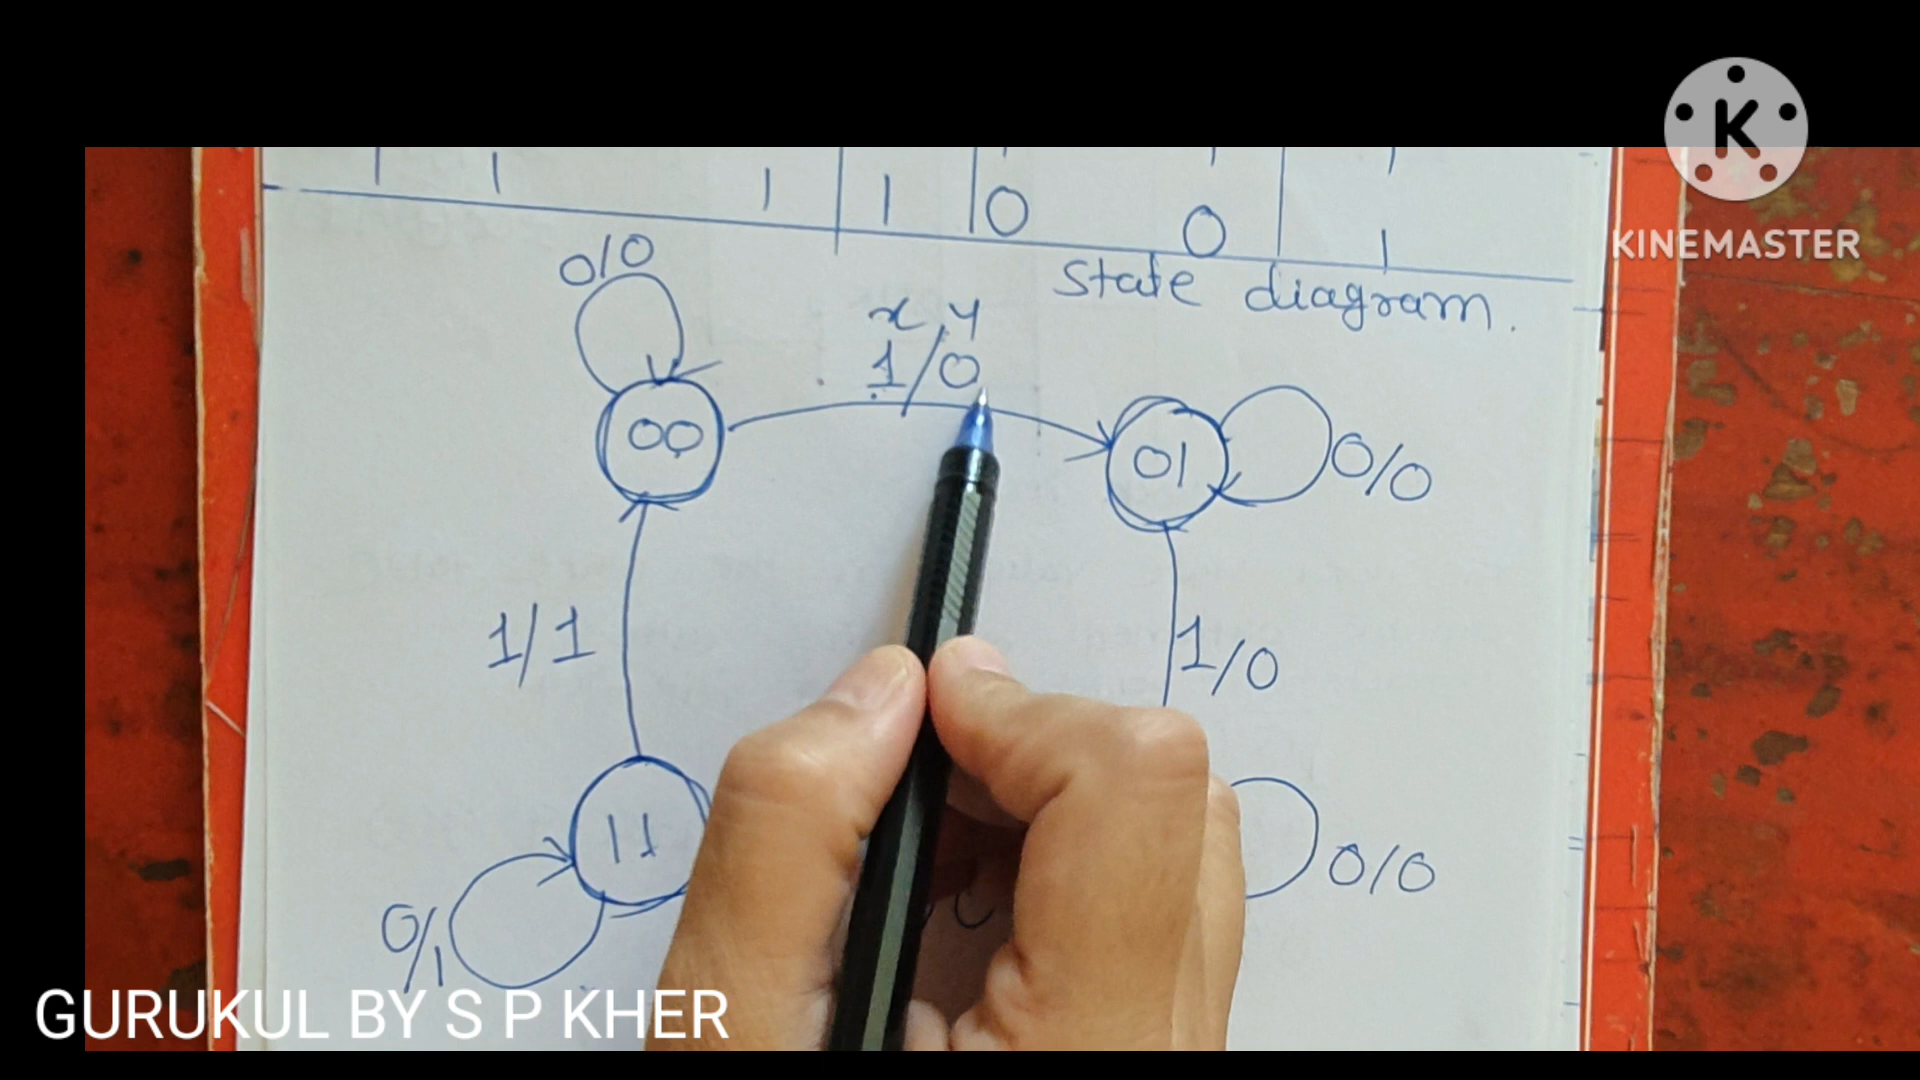 K
KINEMASTER
1 1 1 1 0 0 1
State diagram.
0/0
x, y
1/0
00
01
0/0
1/1
1/0
11
0/0
0/1
GURUKUL BY S P KHER